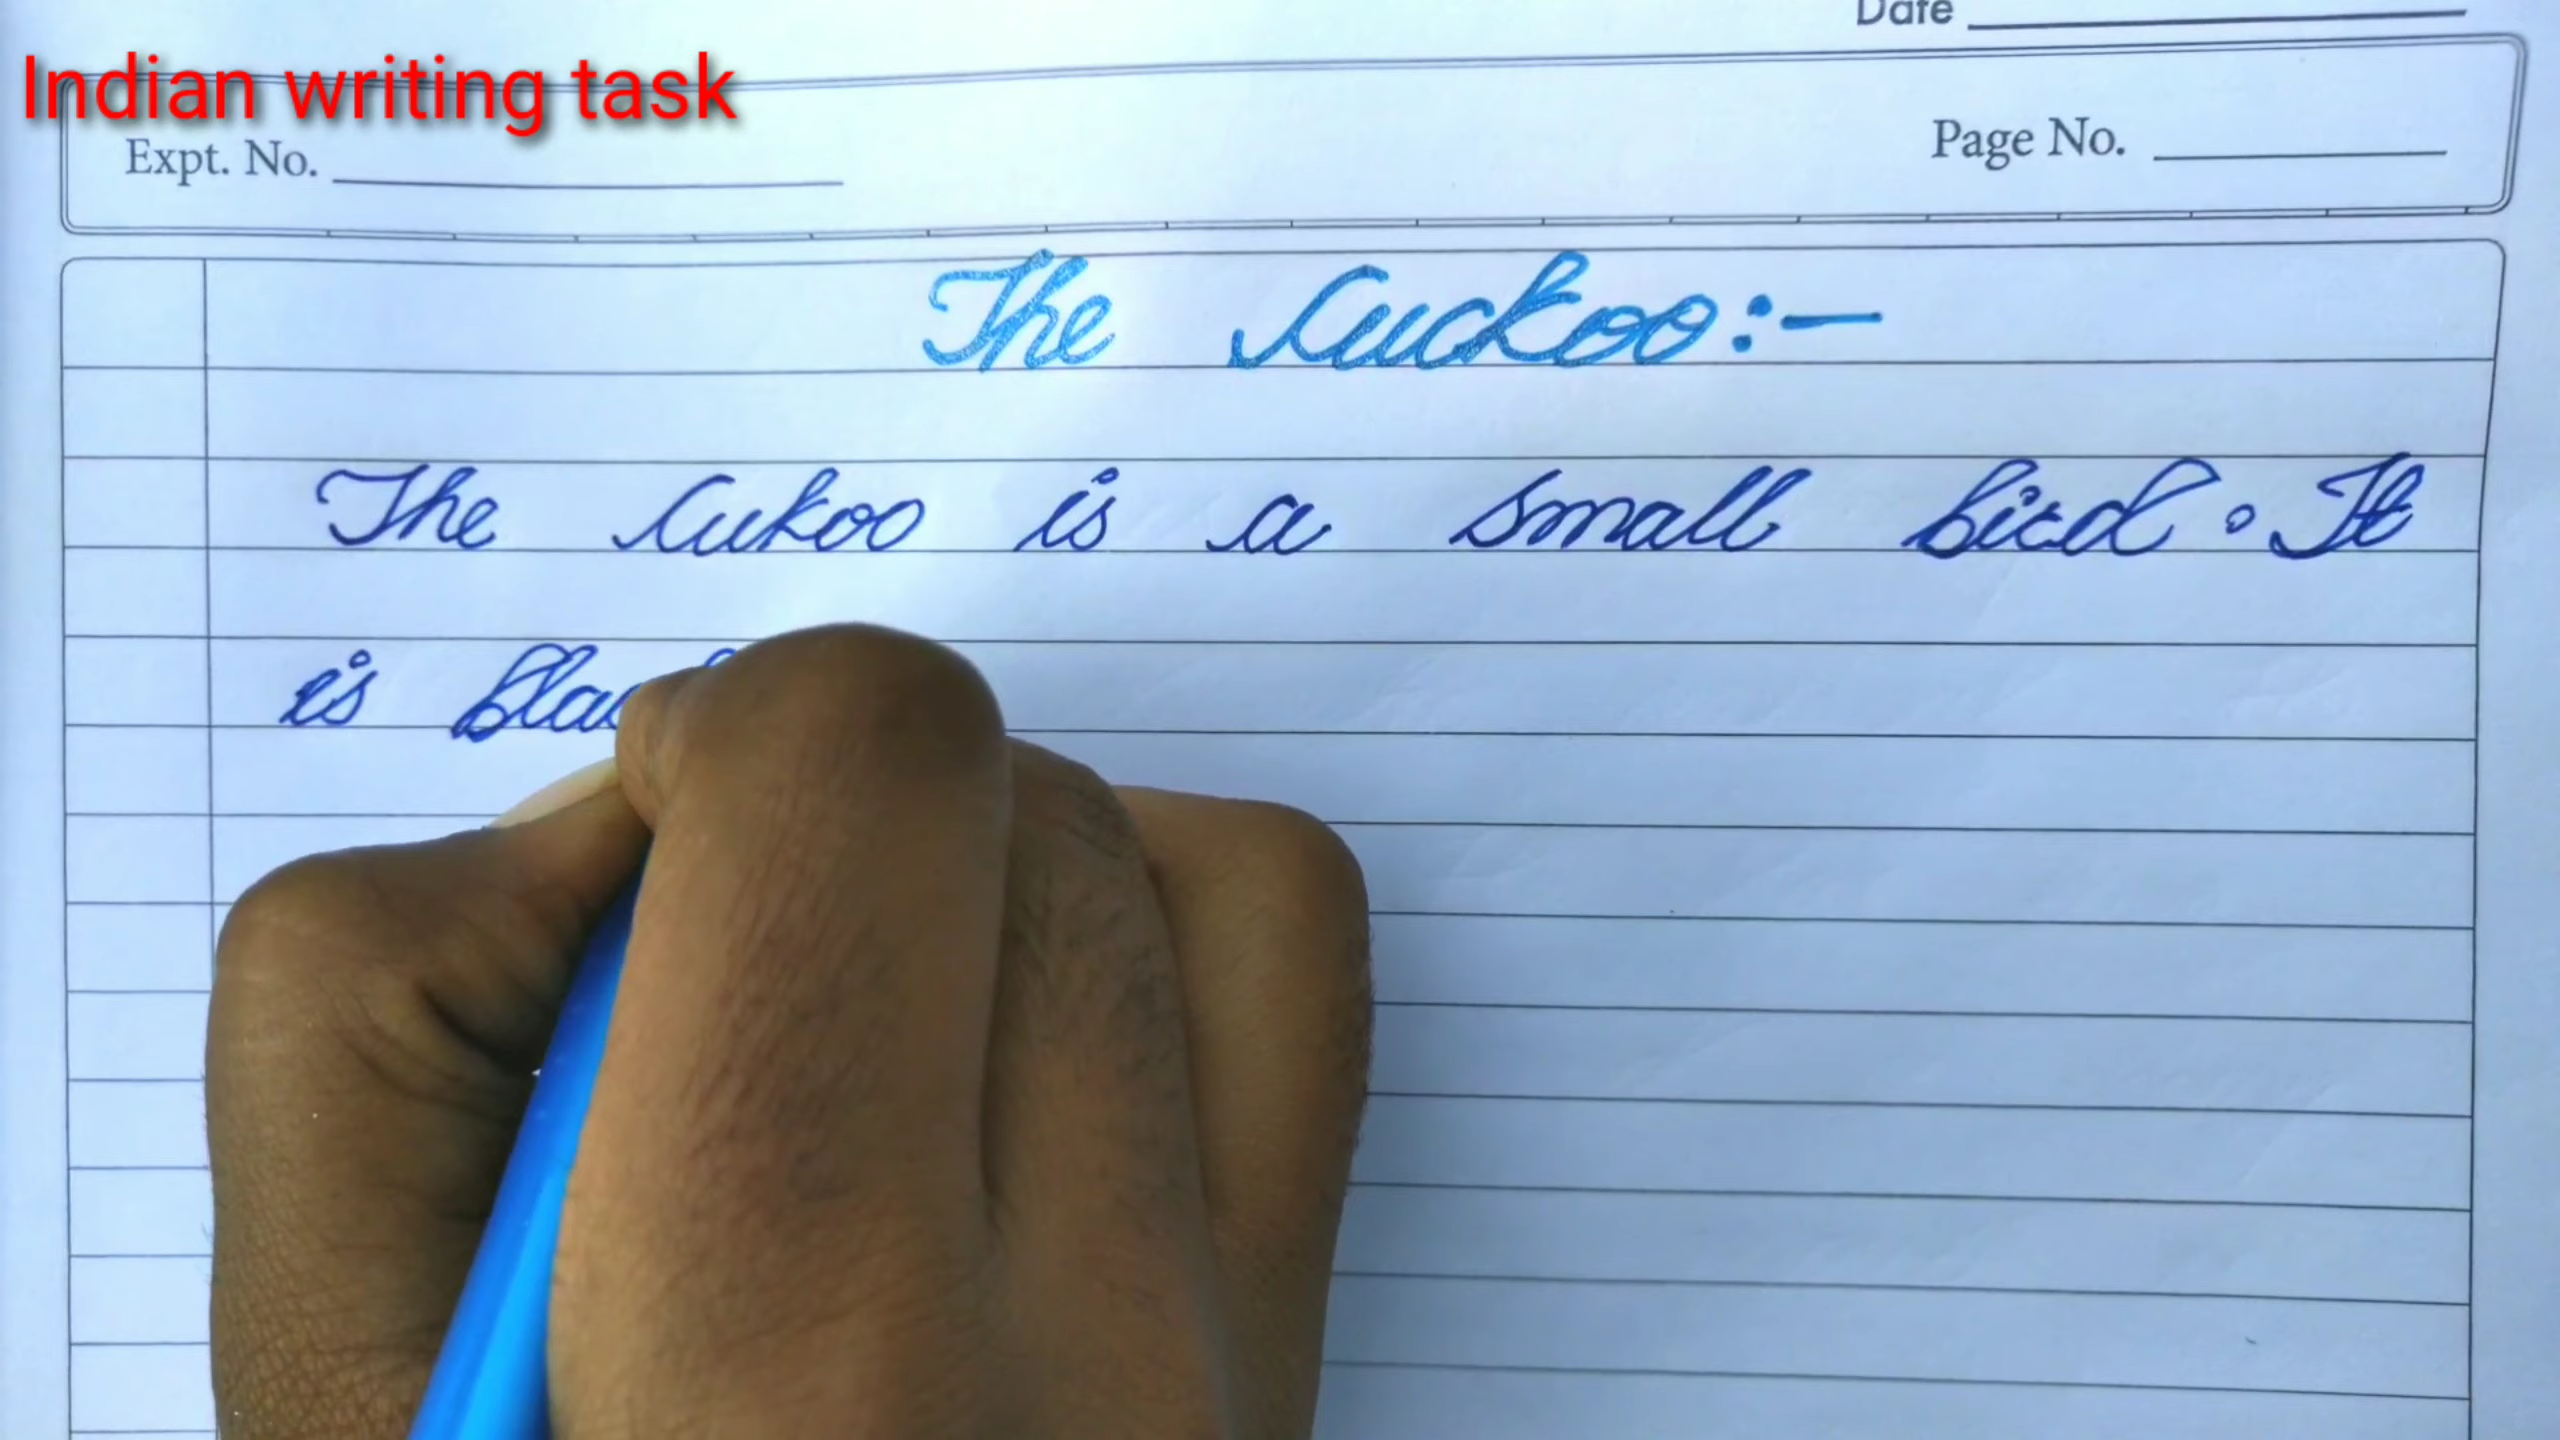 Date
Indian writing task
Expt. No.
Page No.
The Cuckoo:-
The Cukoo is a small bird. It
is